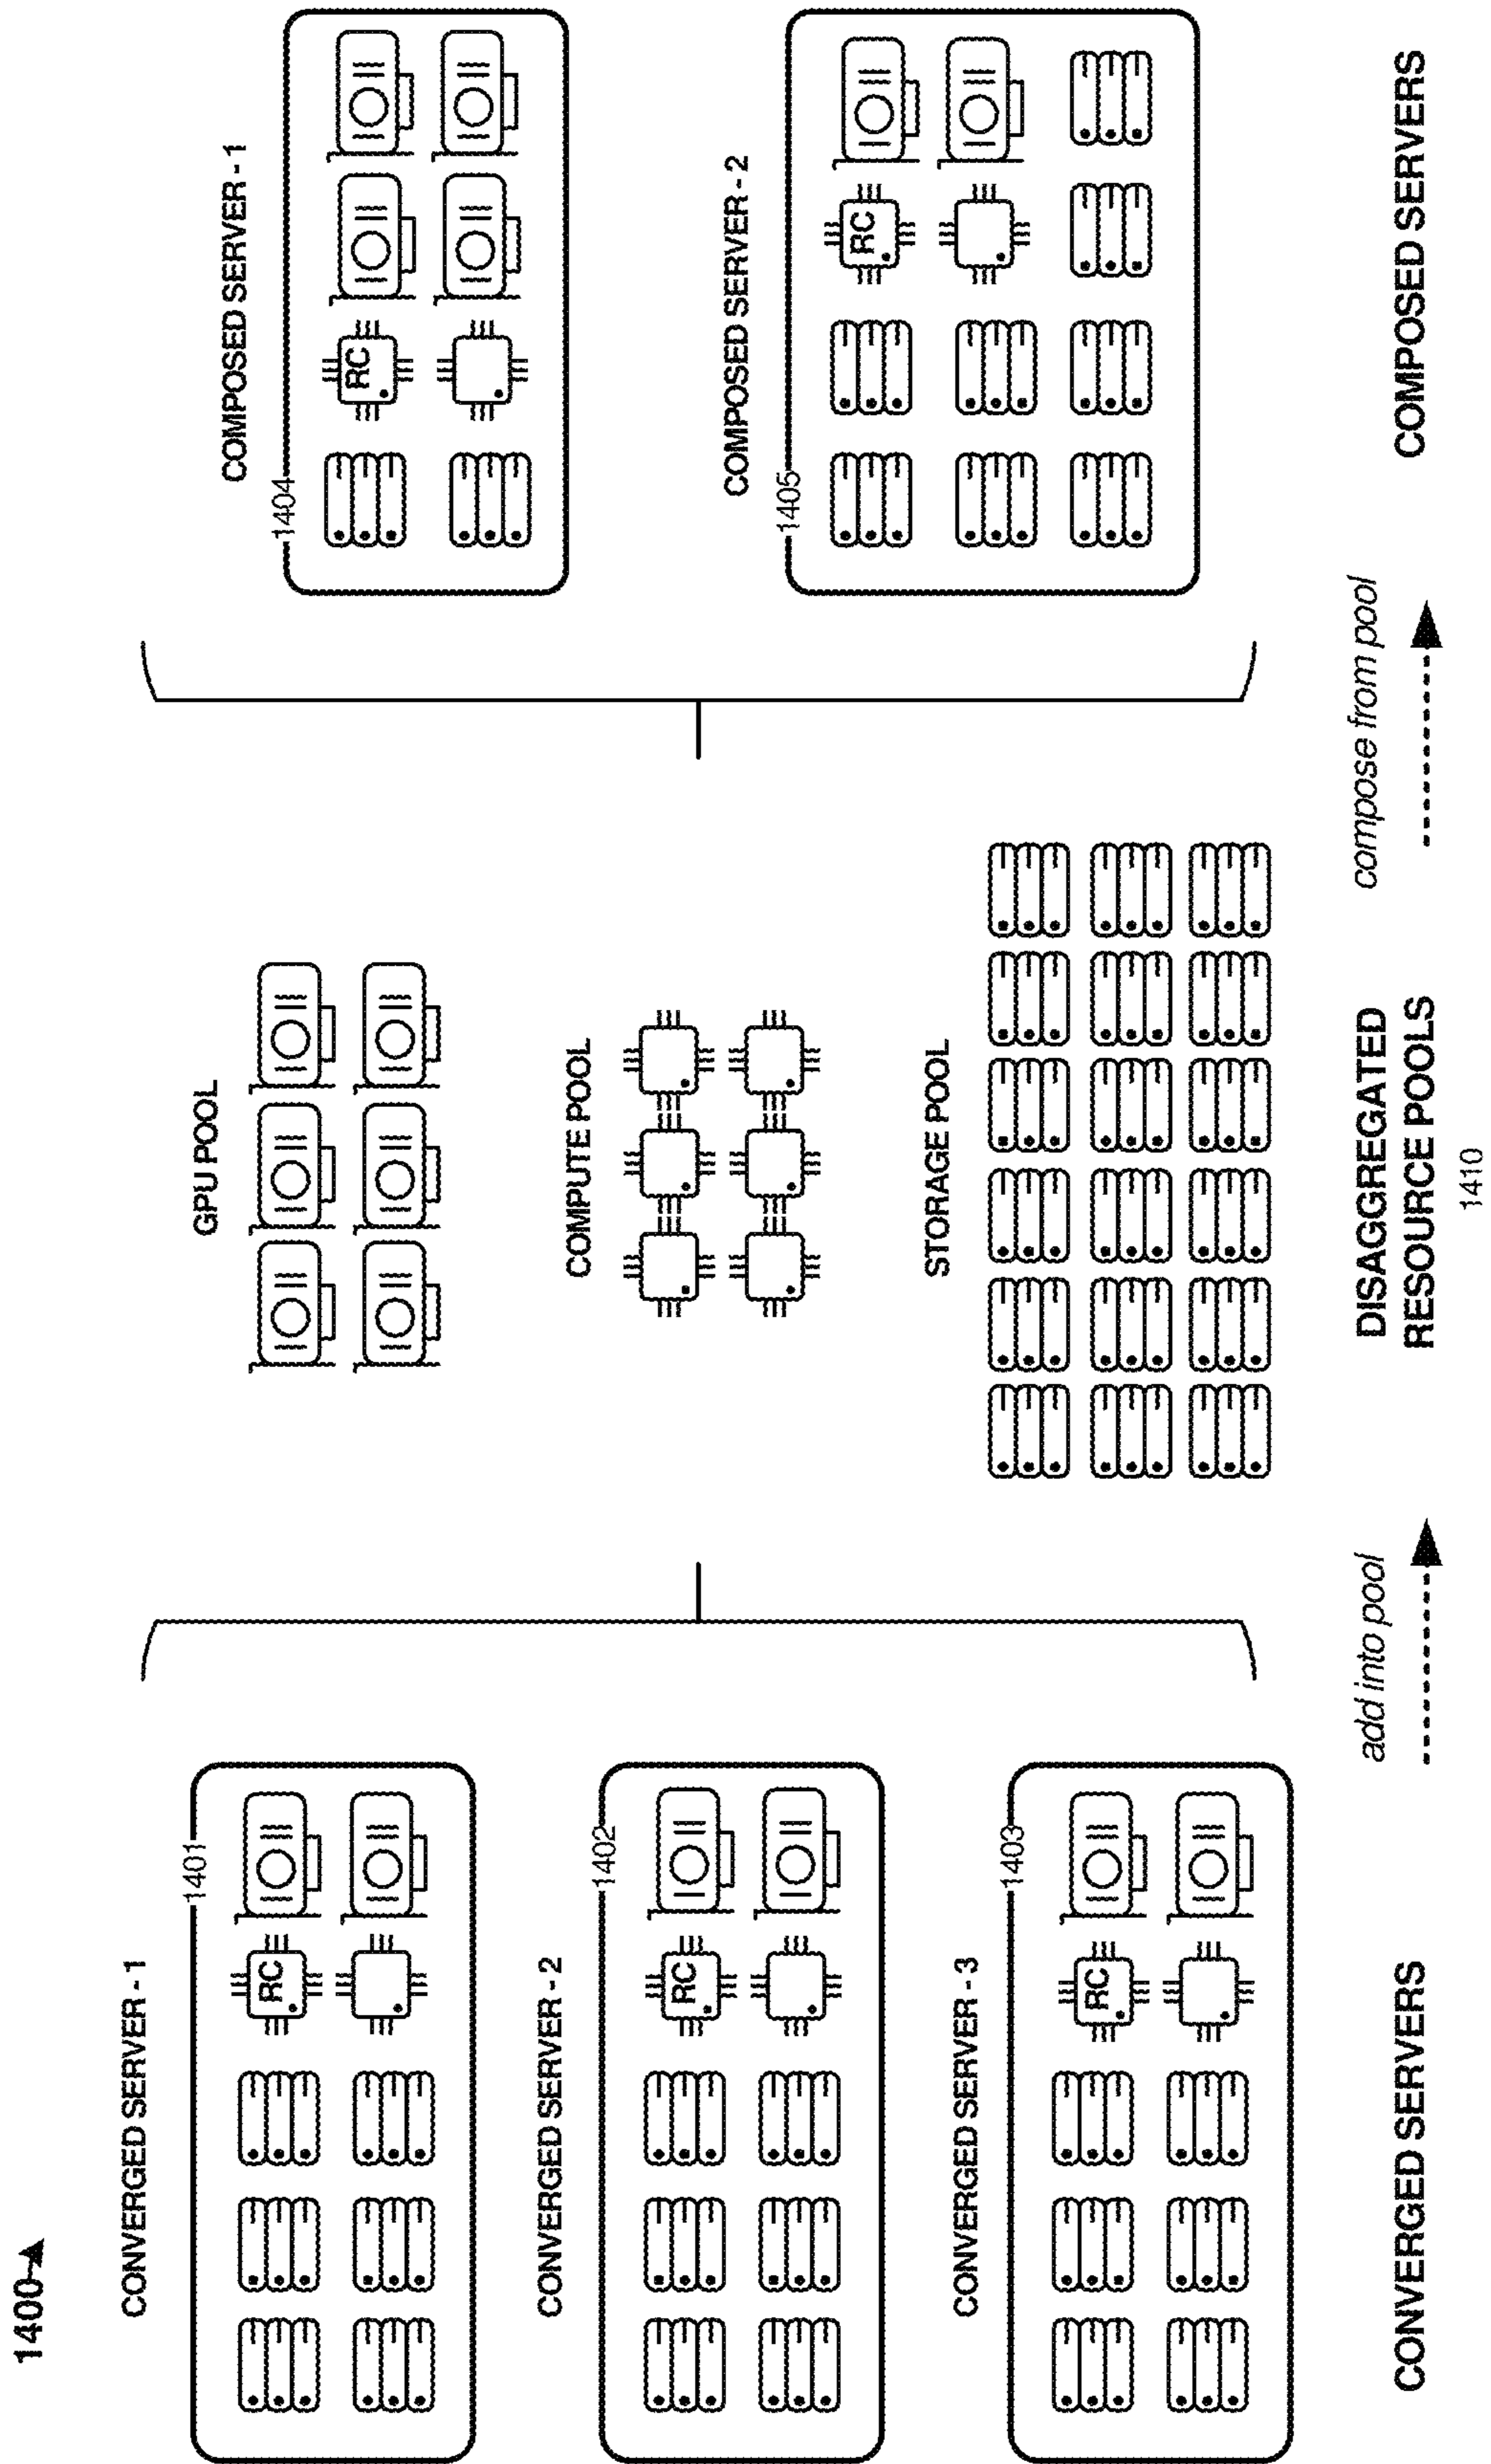 1400
CONVERGED SERVER - 1
1401
RC
CONVERGED SERVER - 2
1402
RC
CONVERGED SERVER - 3
1403
RC
CONVERGED SERVERS
add into pool
GPU POOL
COMPUTE POOL
STORAGE POOL
DISAGGREGATED
RESOURCE POOLS
1410
compose from pool
COMPOSED SERVER - 1
1404
RC
COMPOSED SERVER - 2
1405
RC
COMPOSED SERVERS